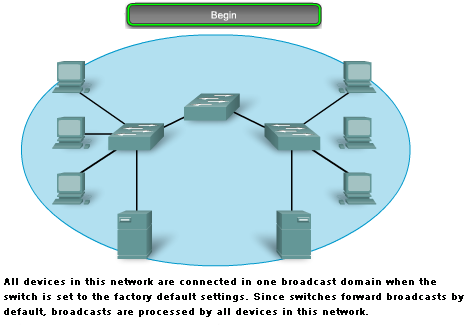 Begin
All devices in this network are connected in one broadcast domain when the
switch is set to the factory default settings. Since switches forward broadcasts by
default, broadcasts are processed by all devices in this network.